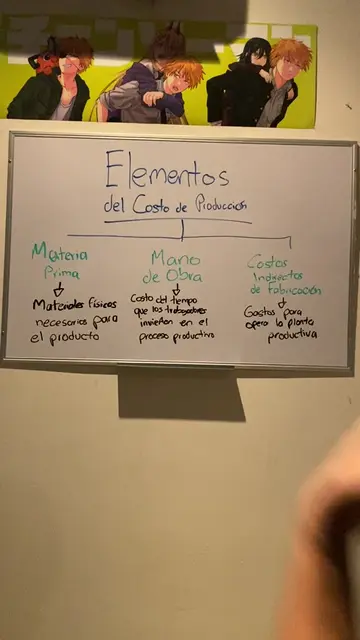 Elementos
del Costo de Producción
Materia
Prima
Materiales físicos
necesarios para
el producto
Mano
de Obra
Costo del tiempo
que los trabajadores
invierten en el
proceso productivo
Costos
Indirectos
de Fabricación
Gastos para
opera la planta
productiva